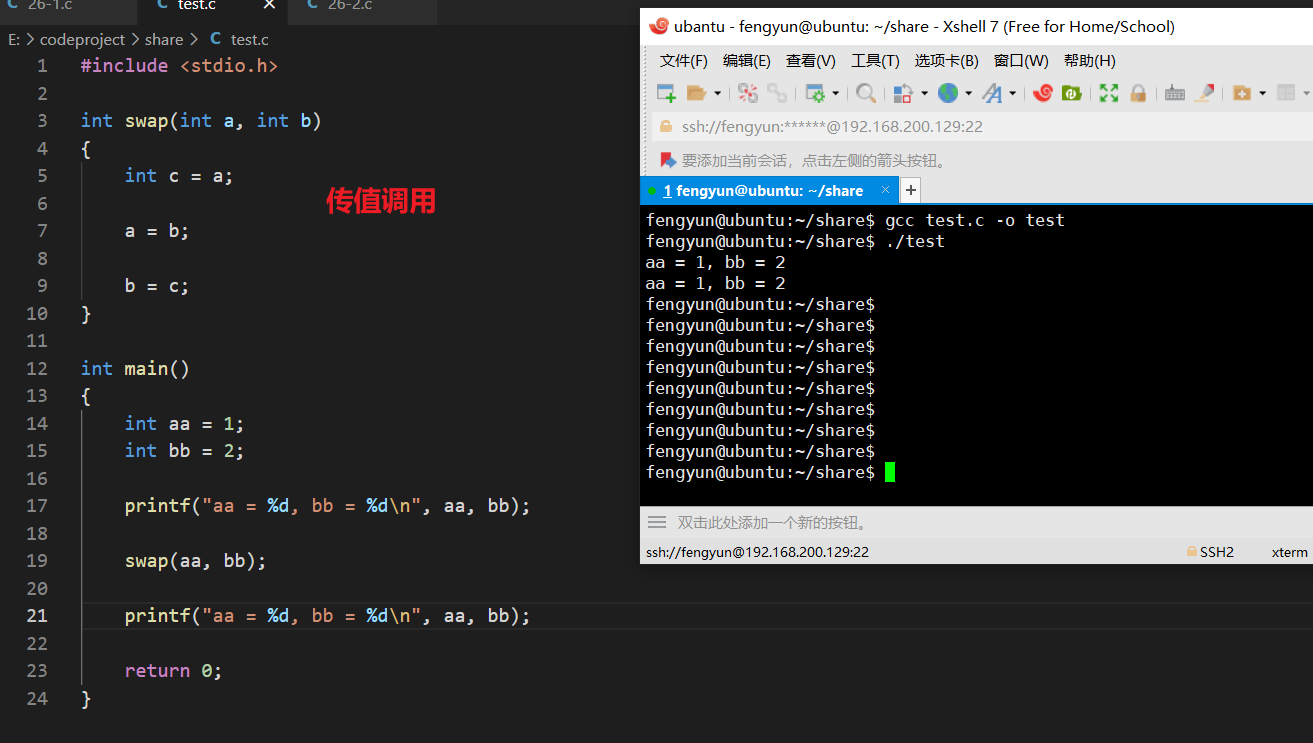 26-1.c
test.c
26-2.c
E: > codeproject > share > C test.c
1 #include <stdio.h>
2
3 int swap(int a, int b)
4 {
5 int c = a;
6
7 a = b;
8
9 b = c;
10 }
11
12 int main()
13 {
14 int aa = 1;
15 int bb = 2;
16
17 printf("aa = %d, bb = %d\n", aa, bb);
18
19 swap(aa, bb);
20
21 printf("aa = %d, bb = %d\n", aa, bb);
22
23 return 0;
24 }
传值调用
ubantu - fengyun@ubuntu: ~/share - Xshell 7 (Free for Home/School)
文件(F) 编辑(E) 查看(V) 工具(T) 选项卡(B) 窗口(W) 帮助(H)
ssh://fengyun:******@192.168.200.129:22
要添加当前会话，点击左侧的箭头按钮。
1 fengyun@ubuntu: ~/share × +
fengyun@ubuntu:~/share$ gcc test.c -o test
fengyun@ubuntu:~/share$ ./test
aa = 1, bb = 2
aa = 1, bb = 2
fengyun@ubuntu:~/share$
fengyun@ubuntu:~/share$
fengyun@ubuntu:~/share$
fengyun@ubuntu:~/share$
fengyun@ubuntu:~/share$
fengyun@ubuntu:~/share$
fengyun@ubuntu:~/share$
fengyun@ubuntu:~/share$
fengyun@ubuntu:~/share$
双击此处添加一个新的按钮。
ssh://fengyun@192.168.200.129:22 SSH2 xterm